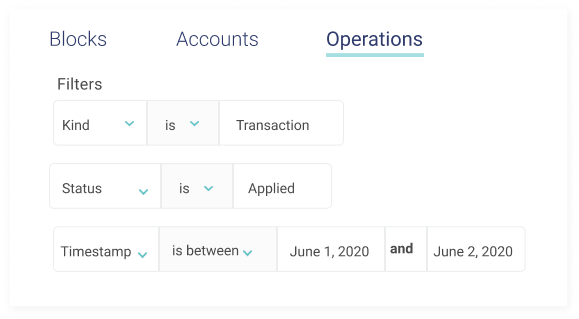 Blocks Accounts Operations
Filters
Kind is Transaction
Status is Applied
Timestamp is between June 1, 2020 and June 2, 2020